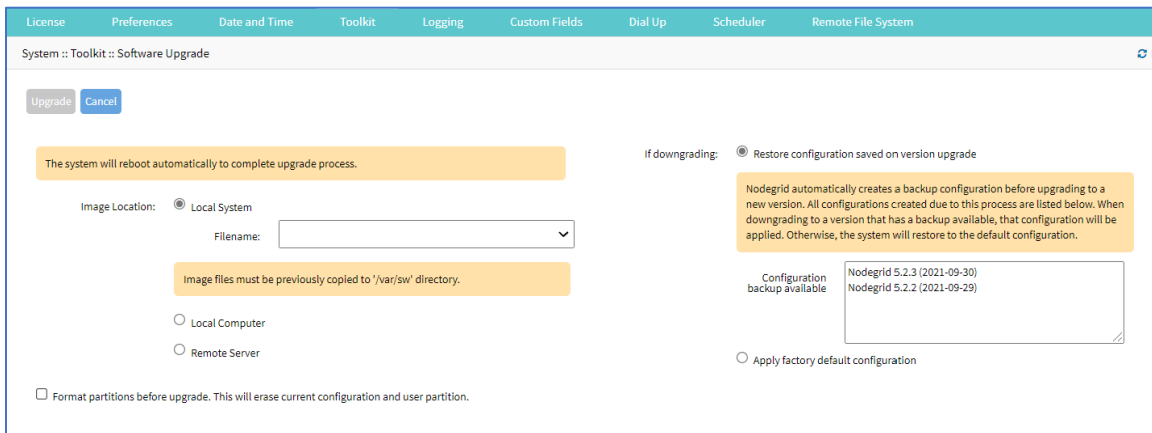 License Preferences Date and Time Toolkit Logging Custom Fields Dial Up Scheduler Remote File System
System :: Toolkit :: Software Upgrade
Upgrade Cancel
The system will reboot automatically to complete upgrade process.
Image Location: Local System
Filename:
Image files must be previously copied to '/var/sw' directory.
Local Computer
Remote Server
Format partitions before upgrade. This will erase current configuration and user partition.
If downgrading: Restore configuration saved on version upgrade
Nodegrid automatically creates a backup configuration before upgrading to a
new version. All configurations created due to this process are listed below. When
downgrading to a version that has a backup available, that configuration will be
applied. Otherwise, the system will restore to the default configuration.
Configuration
backup available
Nodegrid 5.2.3 (2021-09-30)
Nodegrid 5.2.2 (2021-09-29)
Apply factory default configuration